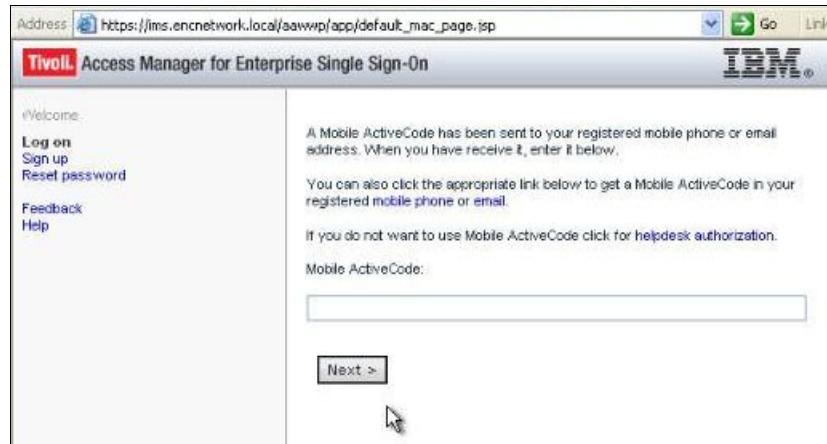 Address https://ims.encnetwork.local/aawwp/app/default_mac_page.jsp Go
Tivoli. Access Manager for Enterprise Single Sign-On IBM®
Welcome
Log on
Sign up
Reset password
Feedback
Help
A Mobile ActiveCode has been sent to your registered mobile phone or email
address. When you have receive it, enter it below.
You can also click the appropriate link below to get a Mobile ActiveCode in your
registered mobile phone or email.
If you do not want to use Mobile ActiveCode click for helpdesk authorization.
Mobile ActiveCode:
Next >